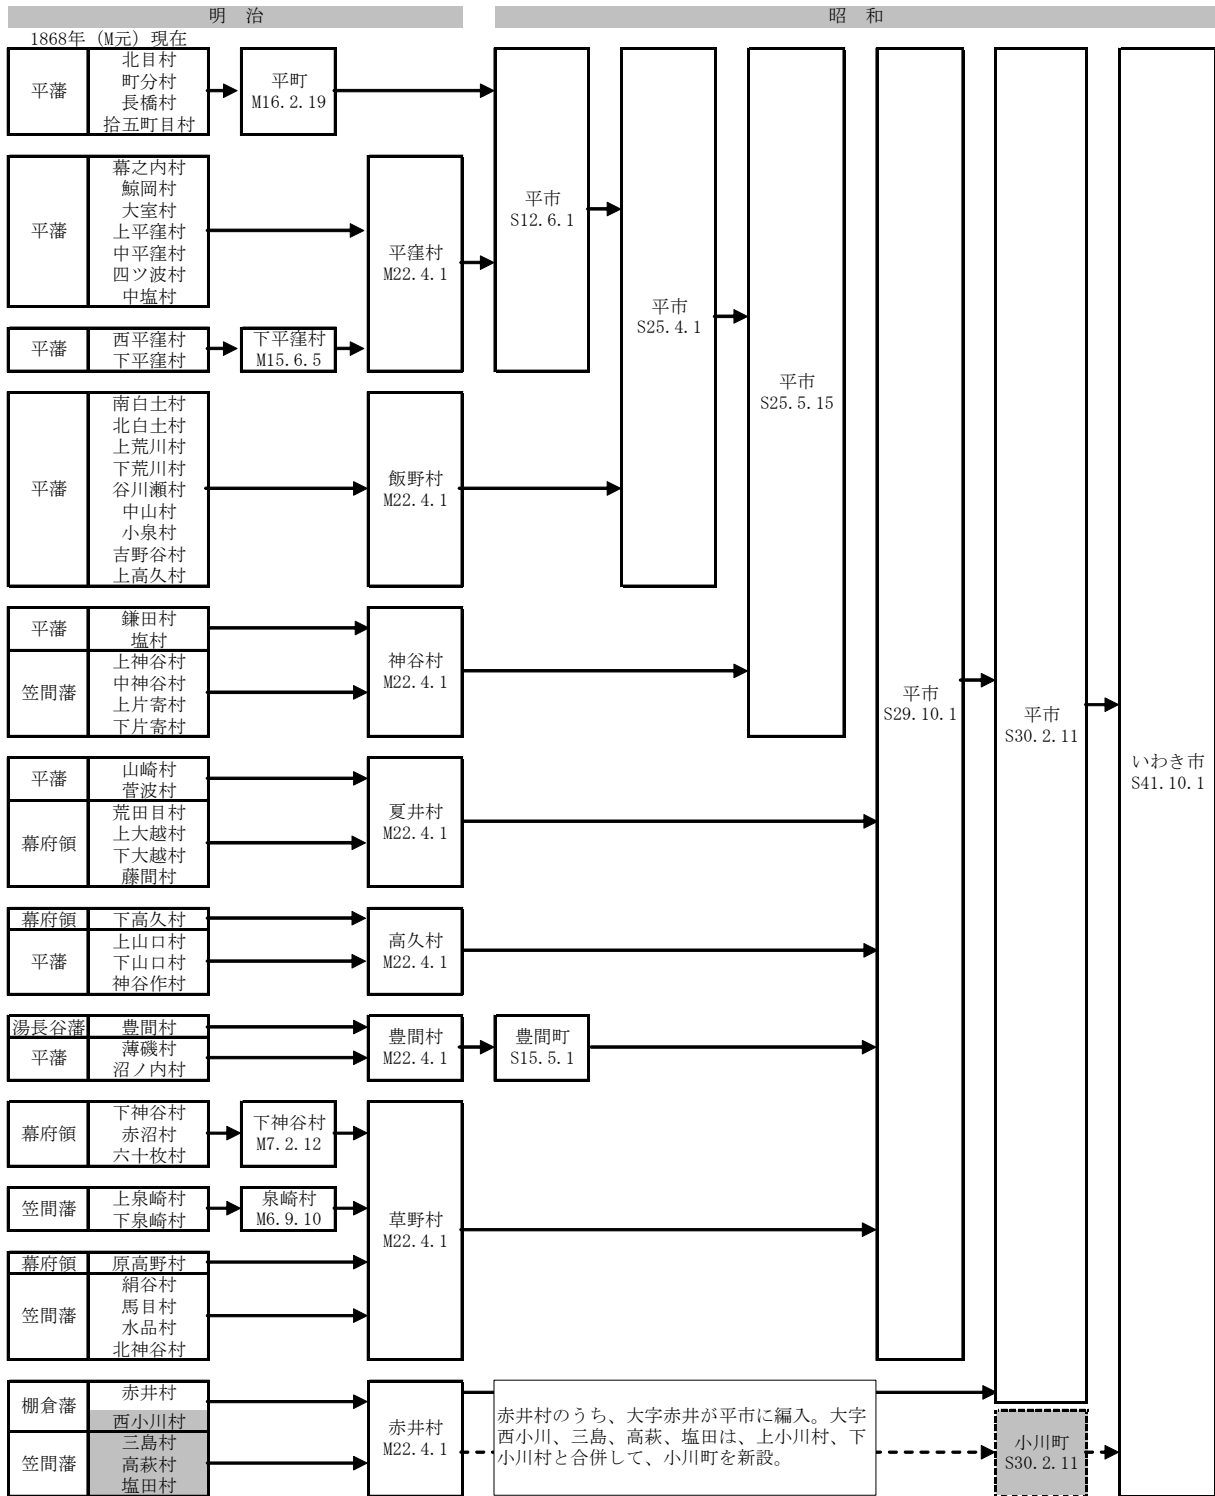 明 治
昭 和
1868年（M元）現在
平藩
北目村
町分村
長橋村
拾五町目村
平町
M16.2.19
平藩
幕之内村
鯨岡村
大室村
上平窪村
中平窪村
四ツ波村
中塩村
平藩
西平窪村
下平窪村
下平窪村
M15.6.5
平窪村
M22.4.1
平市
S12.6.1
平藩
南白土村
北白土村
上荒川村
下荒川村
谷川瀬村
中山村
小泉村
吉野谷村
上高久村
飯野村
M22.4.1
平市
S25.4.1
平藩
鎌田村
塩村
笠間藩
上神谷村
中神谷村
上片寄村
下片寄村
神谷村
M22.4.1
平市
S25.5.15
平藩
山崎村
菅波村
幕府領
荒田目村
上大越村
下大越村
藤間村
夏井村
M22.4.1
幕府領
下高久村
平藩
上山口村
下山口村
神谷作村
高久村
M22.4.1
湯長谷藩
豊間村
平藩
薄磯村
沼ノ内村
豊間村
M22.4.1
豊間町
S15.5.1
幕府領
下神谷村
赤沼村
六十枚村
下神谷村
M7.2.12
笠間藩
上泉崎村
下泉崎村
泉崎村
M6.9.10
幕府領
原高野村
笠間藩
絹谷村
馬目村
水品村
北神谷村
草野村
M22.4.1
平市
S29.10.1
棚倉藩
赤井村
西小川村
笠間藩
三島村
高萩村
塩田村
赤井村
M22.4.1
赤井村のうち、大字赤井が平市に編入。大字
西小川、三島、高萩、塩田は、上小川村、下
小川村と合併して、小川町を新設。
平市
S30.2.11
小川町
S30.2.11
いわき市
S41.10.1